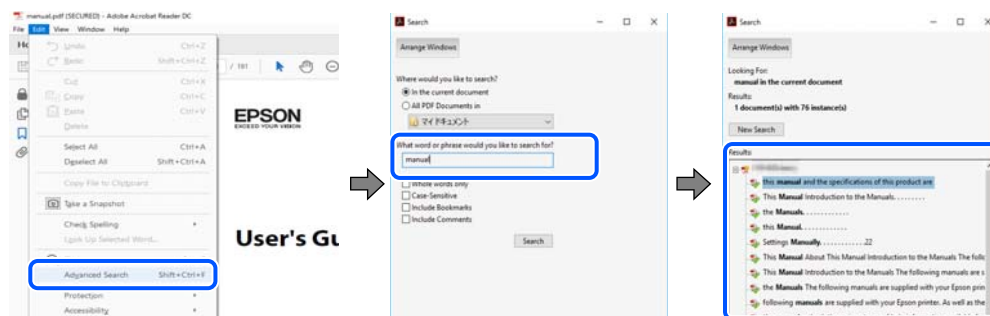 manual.pdf (SECURED) - Adobe Acrobat Reader DC
File Edit View Window Help
Undo Ctrl+Z
Redo Shift+Ctrl+Z
Cut Ctrl+X
Copy Ctrl+C
Paste Ctrl+V
Delete
Select All Ctrl+A
Deselect All Shift+Ctrl+A
Copy File to Clipboard
Take a Snapshot
Check Spelling
Look Up Selected Word...
Advanced Search Shift+Ctrl+F
Protection
Accessibility
/ 191
EPSON
EXCEED YOUR VISION
User's Gu
Search
Arrange Windows
Where would you like to search?
In the current document
All PDF Documents in
マイ ドキュメント
What word or phrase would you like to search for?
manual
Whole words only
Case-Sensitive
Include Bookmarks
Include Comments
Search
Search
Arrange Windows
Looking For:
manual in the current document
Results:
1 document(s) with 76 instance(s)
New Search
Results:
this manual and the specifications of this product are
This Manual Introduction to the Manuals. . . . . . . . .
the Manuals. . . . . . . . . . . . .
this Manual. . . . . . . . . . . . .
Settings Manually. . . . . . . . . . . . .22
This Manual About This Manual Introduction to the Manuals The follo
This Manual Introduction to the Manuals The following manuals are s
the Manuals The following manuals are supplied with your Epson prin
following manuals are supplied with your Epson printer. As well as the